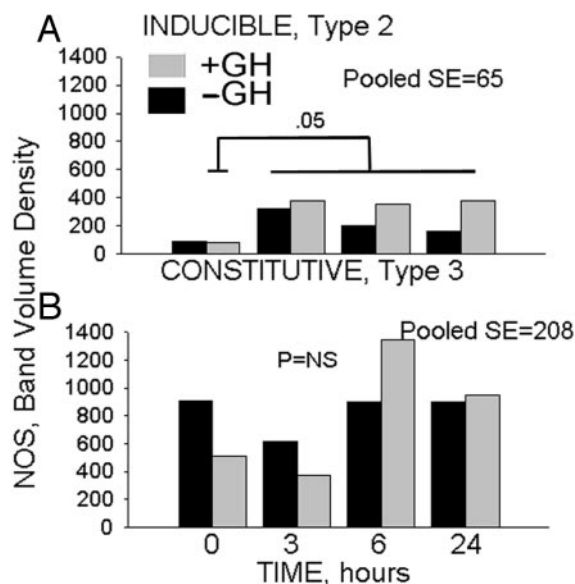 A INDUCIBLE, Type 2
1400
1200
1000
800
600
400
200
0
+GH
-GH
Pooled SE=65
.05
NOS, Band Volume Density
CONSTITUTIVE, Type 3
B
1400
1200
1000
800
600
400
200
0
Pooled SE=208
P=NS
0 3 6 24
TIME, hours